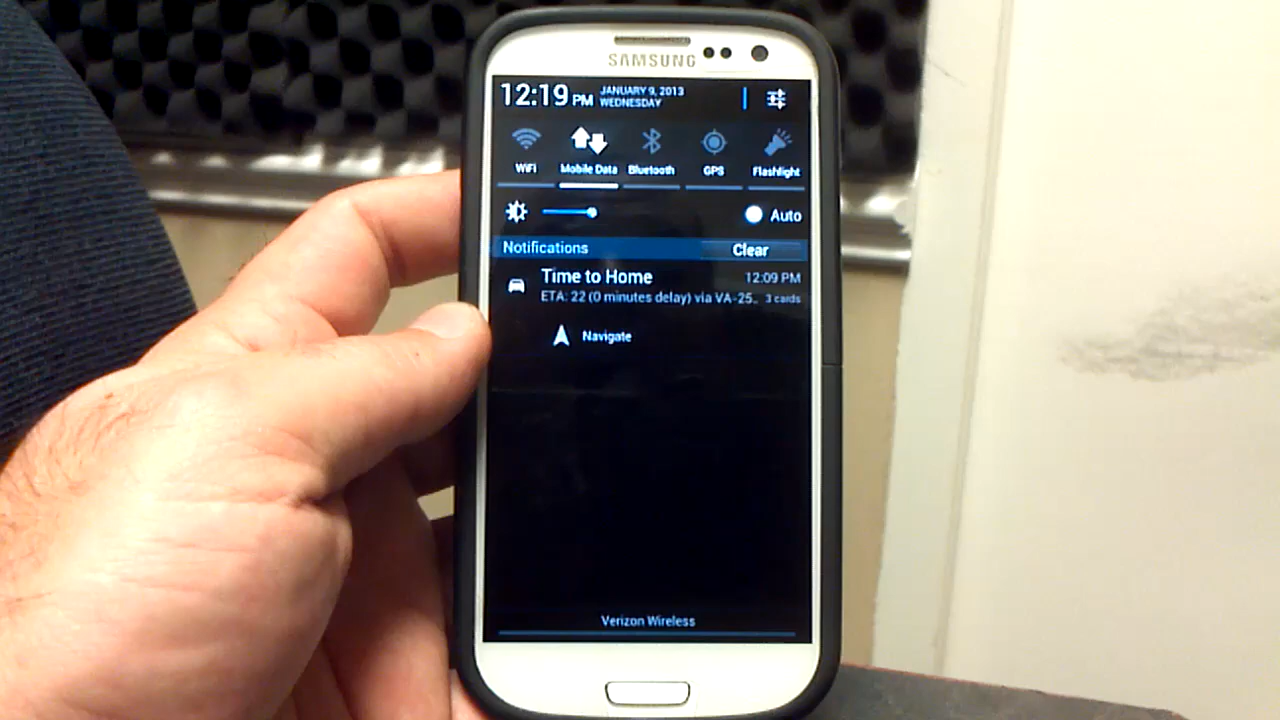 SAMSUNG
12:19 PM JANUARY 9, 2013
WEDNESDAY
WiFi Mobile Data Bluetooth GPS Flashlight
Auto
Notifications Clear
Time to Home 12:09 PM
ETA: 22 (0 minutes delay) via VA-25.. 3 cards
Navigate
Verizon Wireless